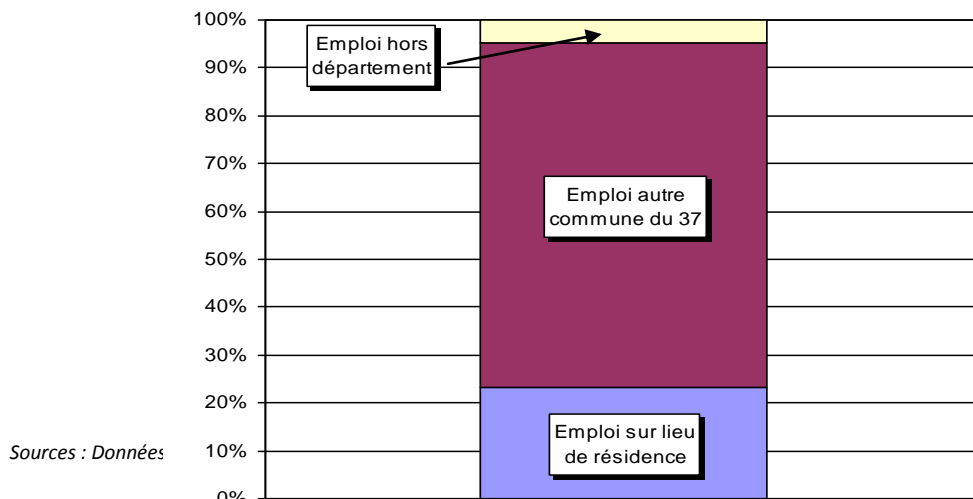 100%
90%
80%
70%
60%
50%
40%
30%
20%
10%
0%
Emploi hors
département
Emploi autre
commune du 37
Emploi sur lieu
de résidence
Sources : Données